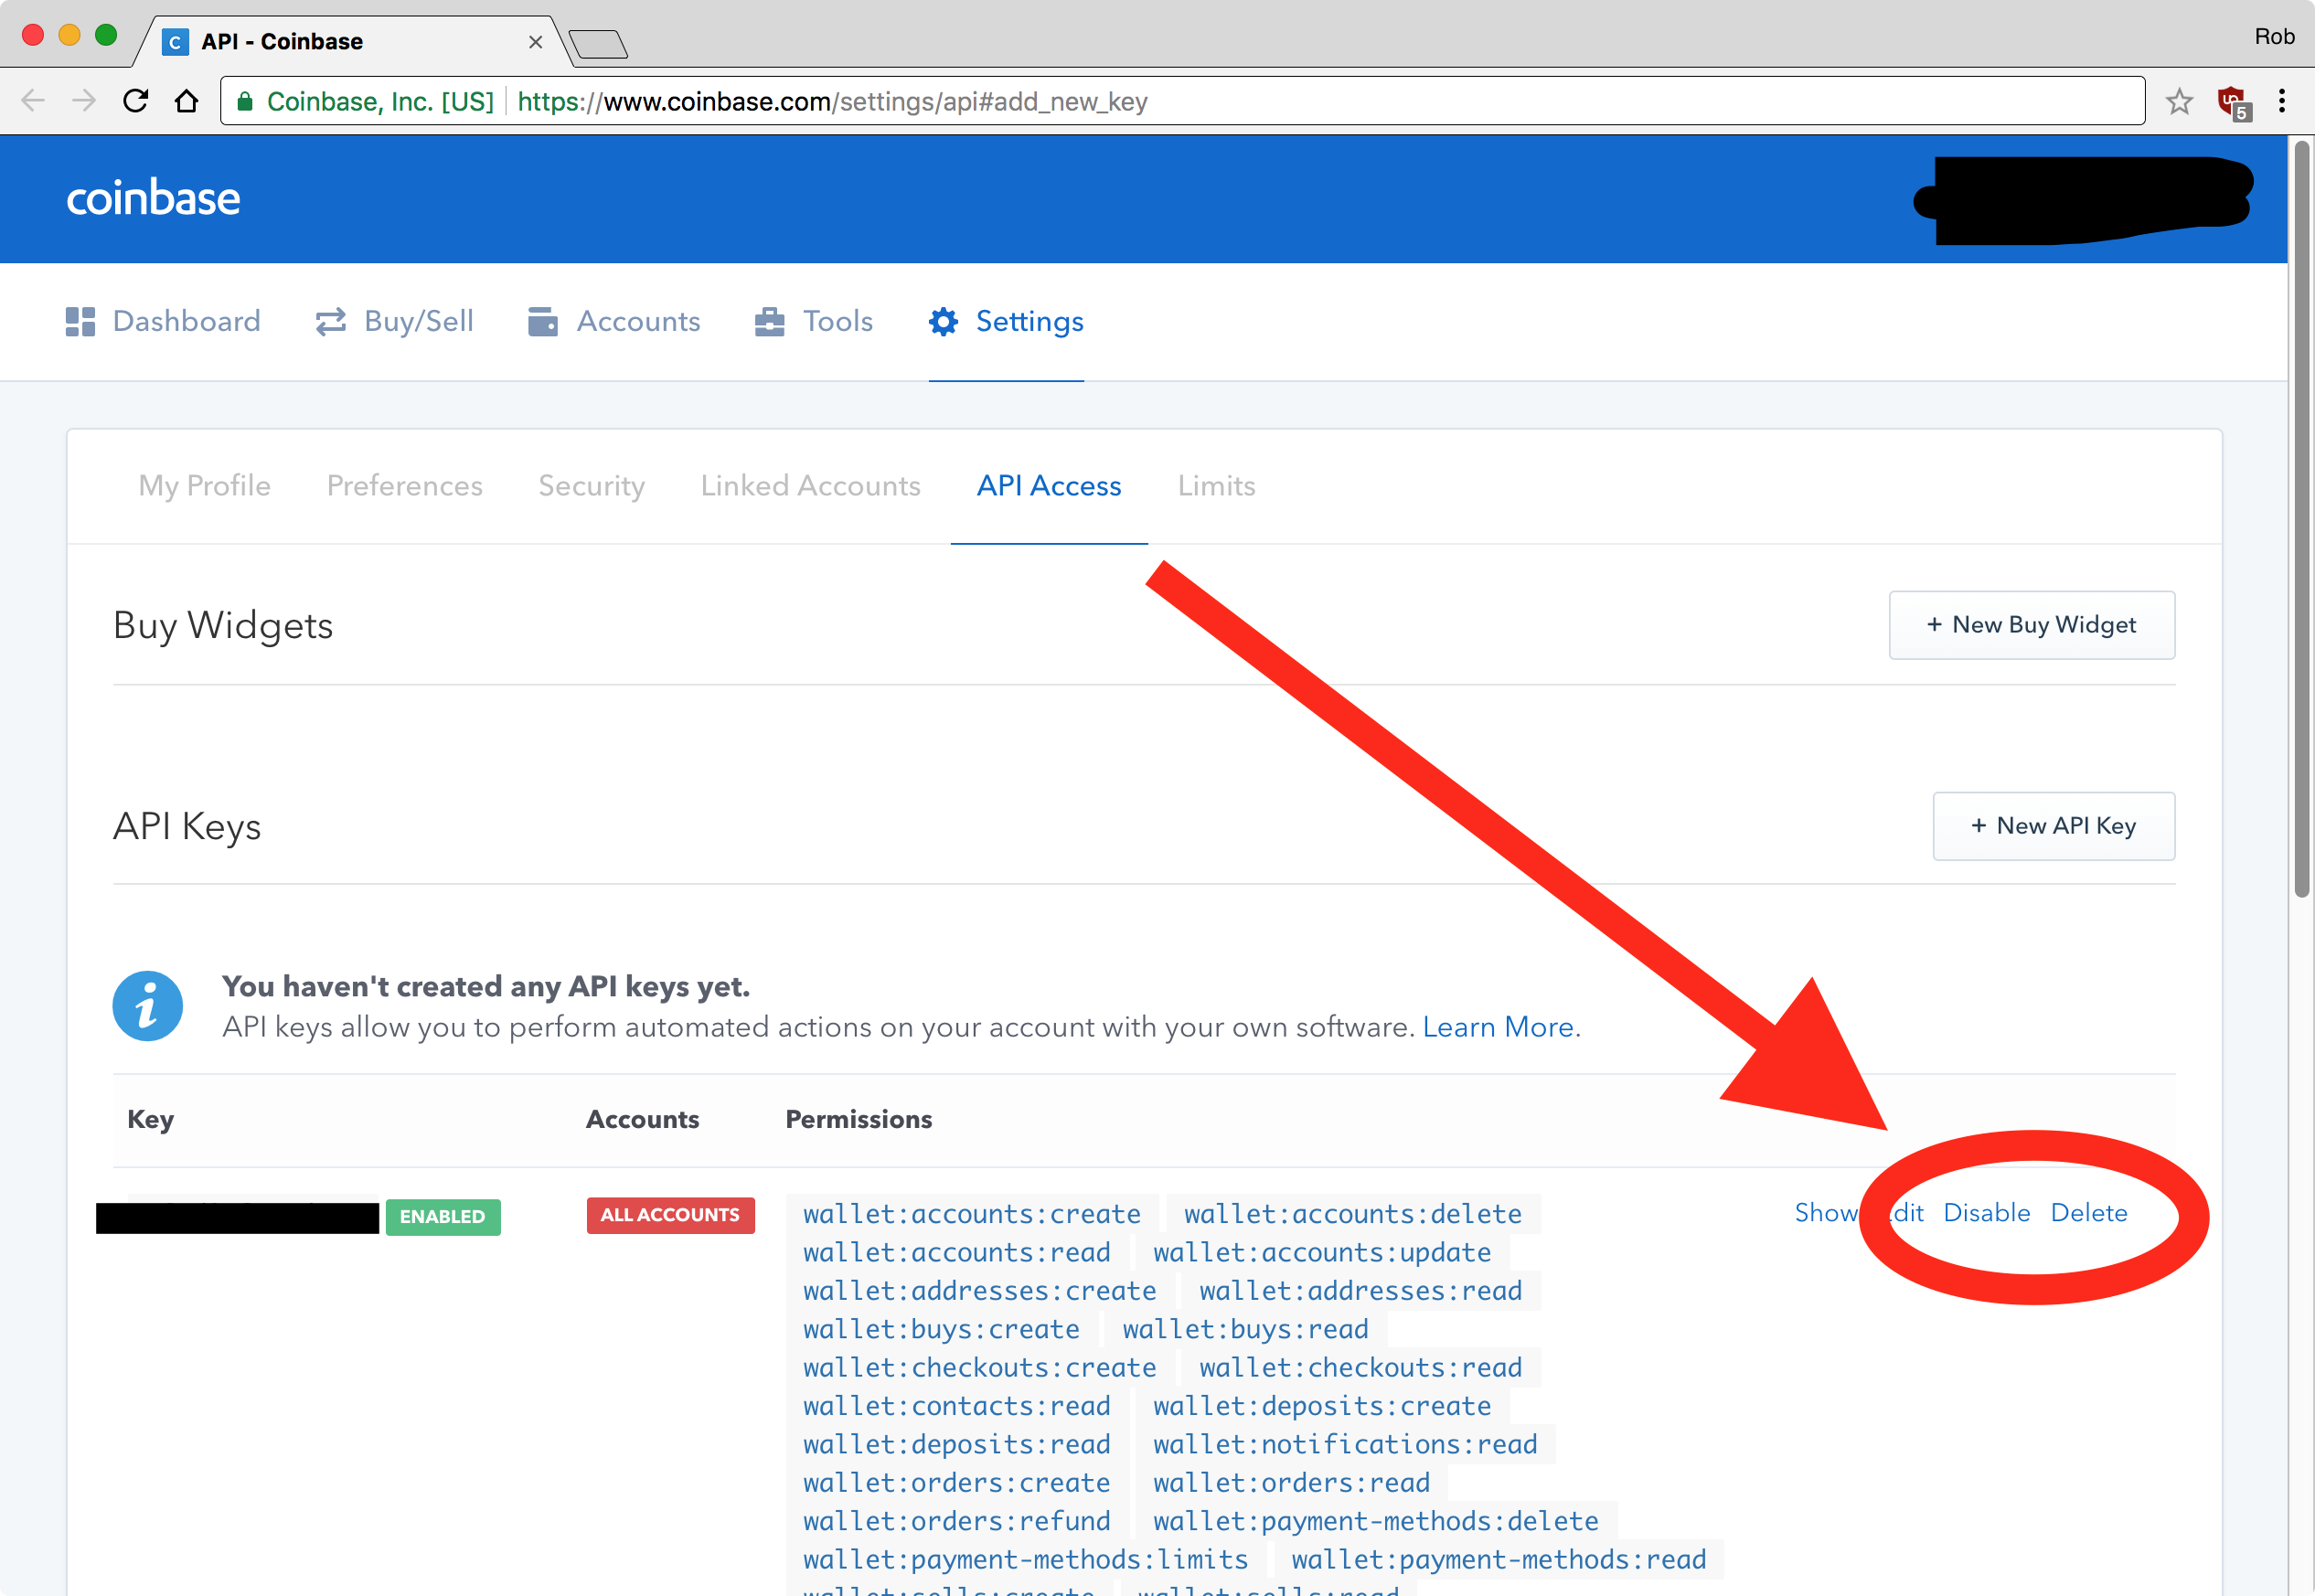 API - Coinbase
Rob
Coinbase, Inc. [US] https://www.coinbase.com/settings/api#add_new_key
5
coinbase
Dashboard Buy/Sell Accounts Tools Settings
My Profile Preferences Security Linked Accounts API Access Limits
Buy Widgets + New Buy Widget
API Keys + New API Key
You haven't created any API keys yet.
API keys allow you to perform automated actions on your account with your own software. Learn More.
Key Accounts Permissions
ENABLED ALL ACCOUNTS wallet:accounts:create wallet:accounts:delete Show Disable Delete
wallet:accounts:read wallet:accounts:update
wallet:addresses:create wallet:addresses:read
wallet:buys:create wallet:buys:read
wallet:checkouts:create wallet:checkouts:read
wallet:contacts:read wallet:deposits:create
wallet:deposits:read wallet:notifications:read
wallet:orders:create wallet:orders:read
wallet:orders:refund wallet:payment-methods:delete
wallet:payment-methods:limits wallet:payment-methods:read
wallet:sells:create wallet:sells:read